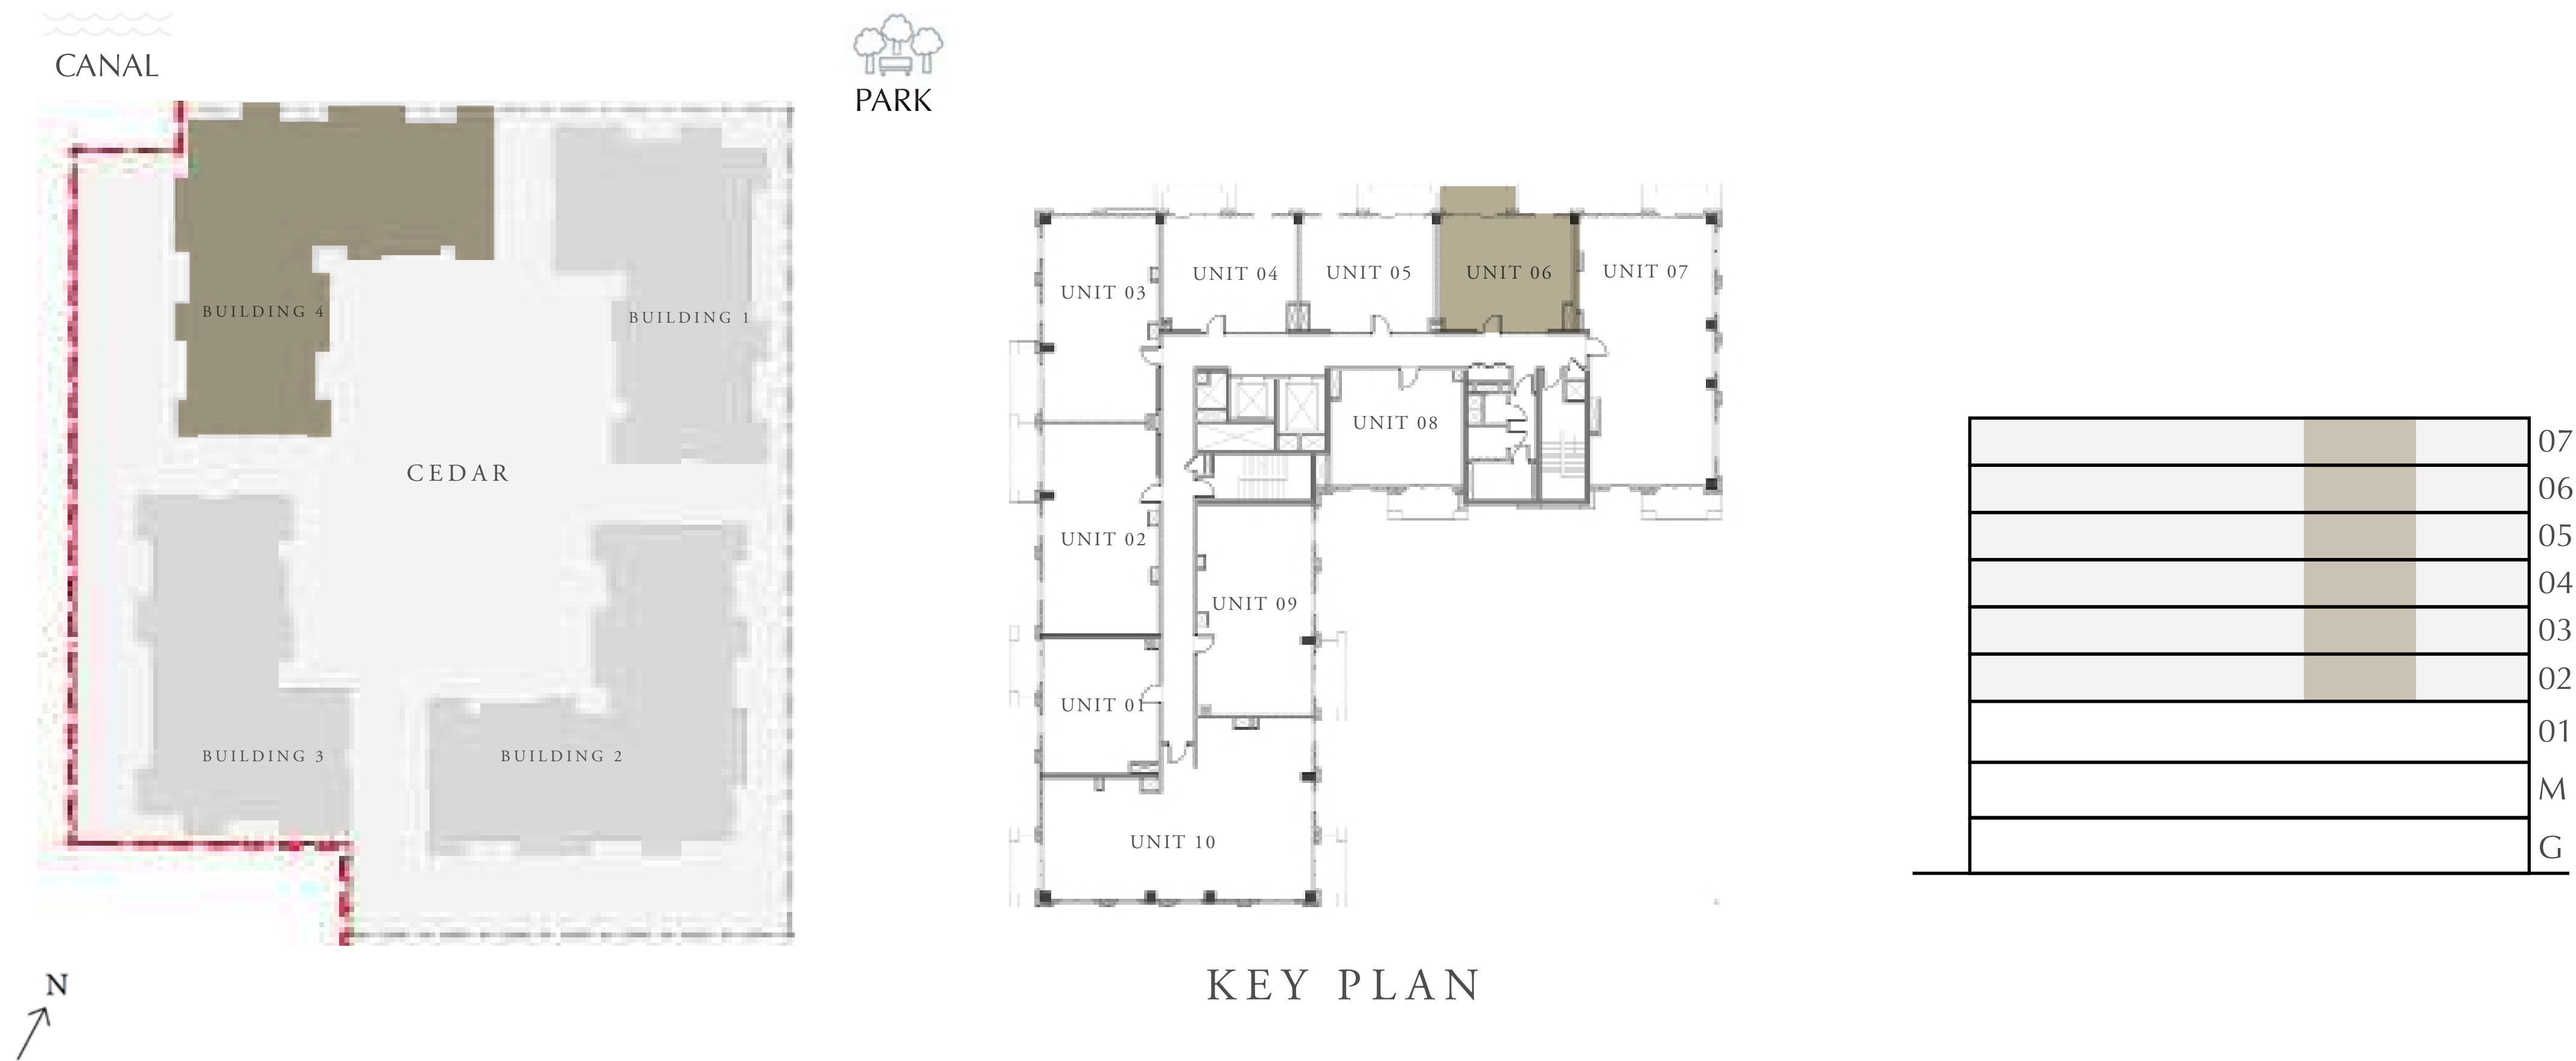 CANAL
PARK
BUILDING 4
BUILDING 1
CEDAR
BUILDING 3
BUILDING 2
N
UNIT 03
UNIT 04
UNIT 05
UNIT 06
UNIT 07
UNIT 08
UNIT 02
UNIT 09
UNIT 01
UNIT 10
KEY PLAN
07
06
05
04
03
02
01
M
G